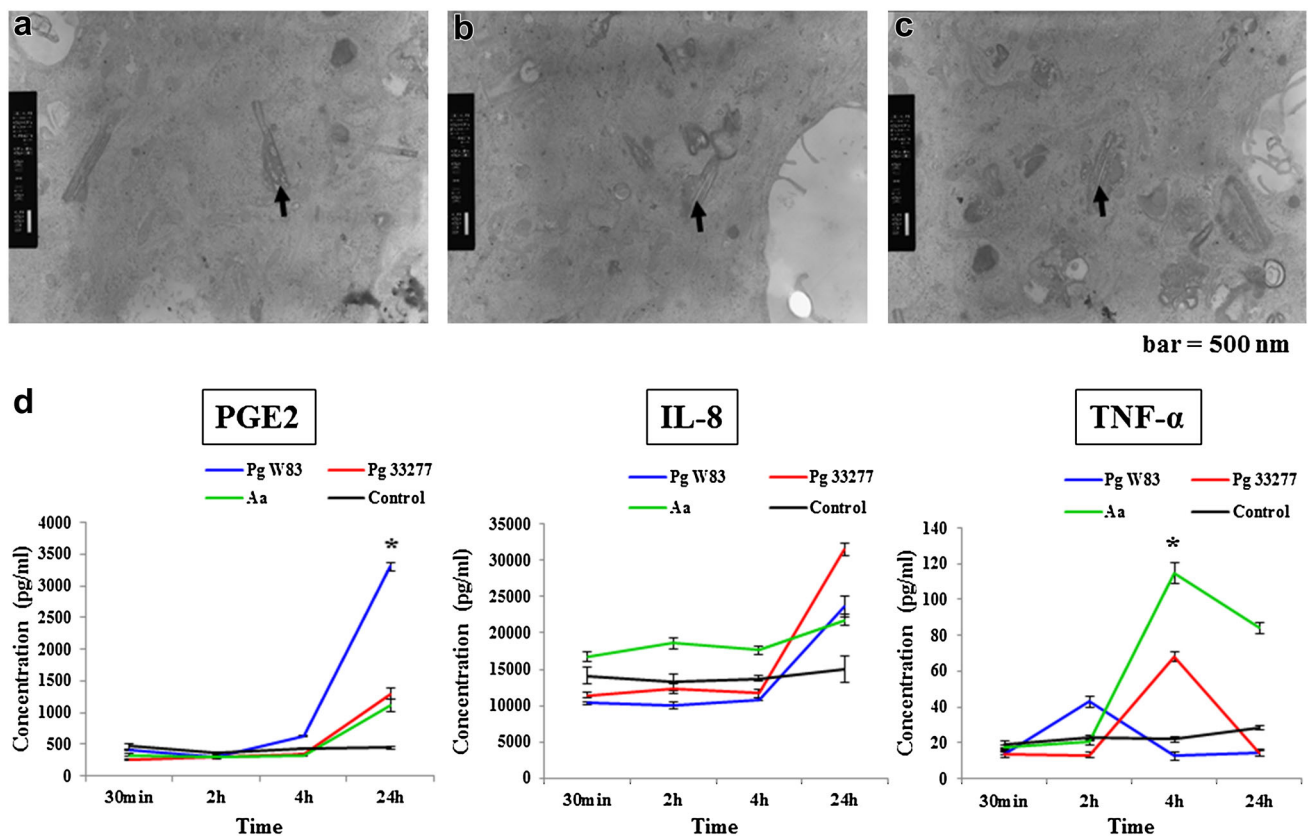 a
b
c
bar = 500 nm
d
PGE2
Pg W83
Pg 33277
Aa
Control
Concentration (pg/ml)
4000
3500
3000
2500
2000
1500
1000
500
0
*
30min
2h
4h
24h
Time
IL-8
Pg W83
Pg 33277
Aa
Control
Concentration (pg/ml)
35000
30000
25000
20000
15000
10000
5000
0
30min
2h
4h
24h
Time
TNF-α
Pg W83
Pg 33277
Aa
Control
Concentration (pg/ml)
140
120
100
80
60
40
20
0
*
30min
2h
4h
24h
Time